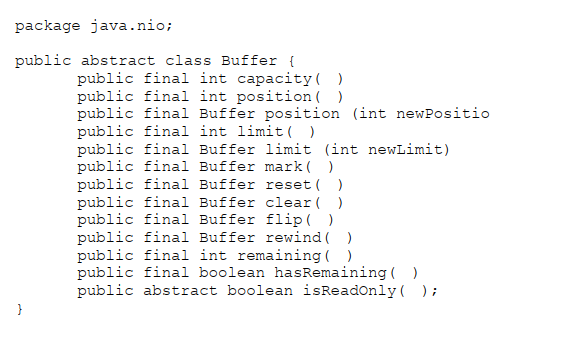 package java.nio;
public abstract class Buffer {
public final int capacity( )
public final int position( )
public final Buffer position (int newPositio
public final int limit( )
public final Buffer limit (int newLimit)
public final Buffer mark( )
public final Buffer reset( )
public final Buffer clear( )
public final Buffer flip( )
public final Buffer rewind( )
public final int remaining( )
public final boolean hasRemaining( )
public abstract boolean isReadOnly( );
}